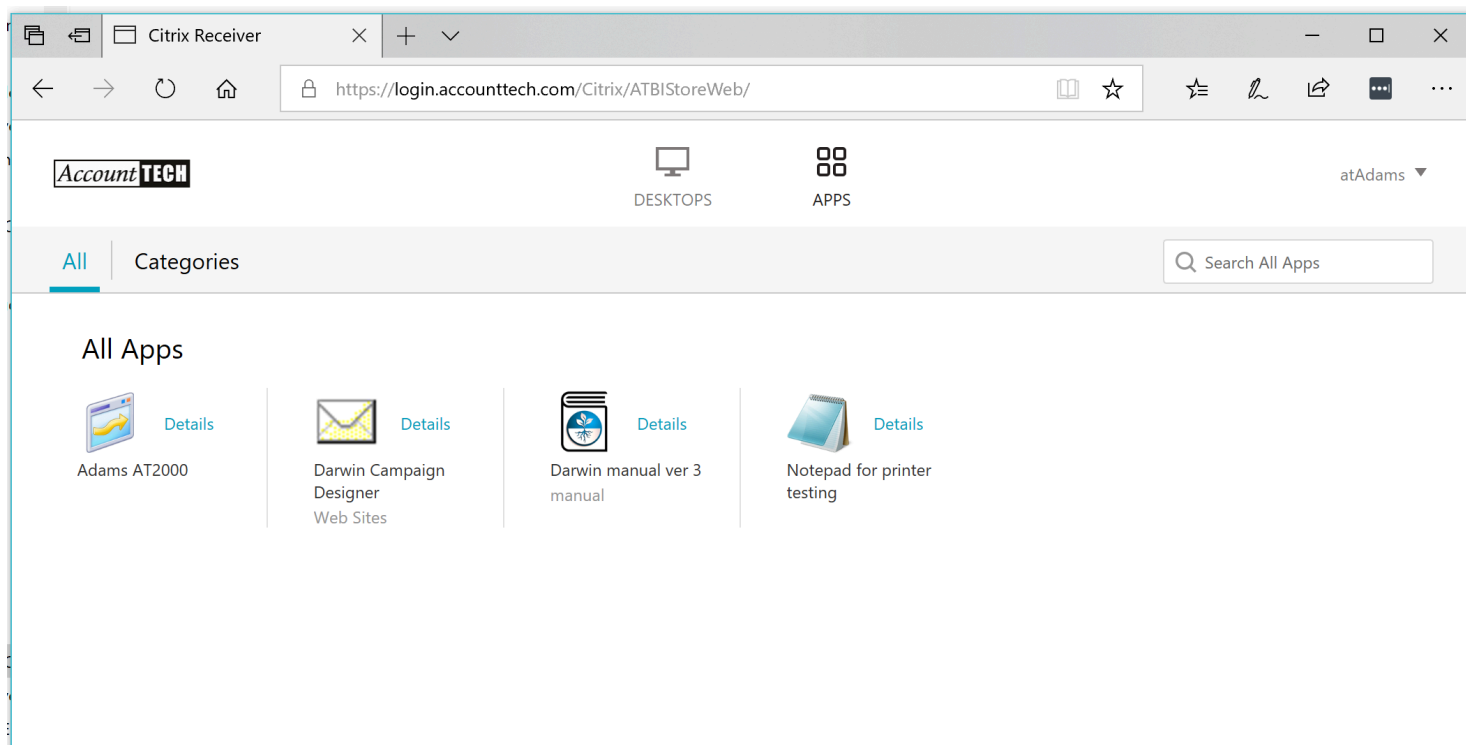 Citrix Receiver
https://login.accounttech.com/Citrix/ATBIStoreWeb/
Account TECH
DESKTOPS
APPS
atAdams
All
Categories
Search All Apps
All Apps
Details
Adams AT2000
Details
Darwin Campaign
Designer
Web Sites
Details
Darwin manual ver 3
manual
Details
Notepad for printer
testing